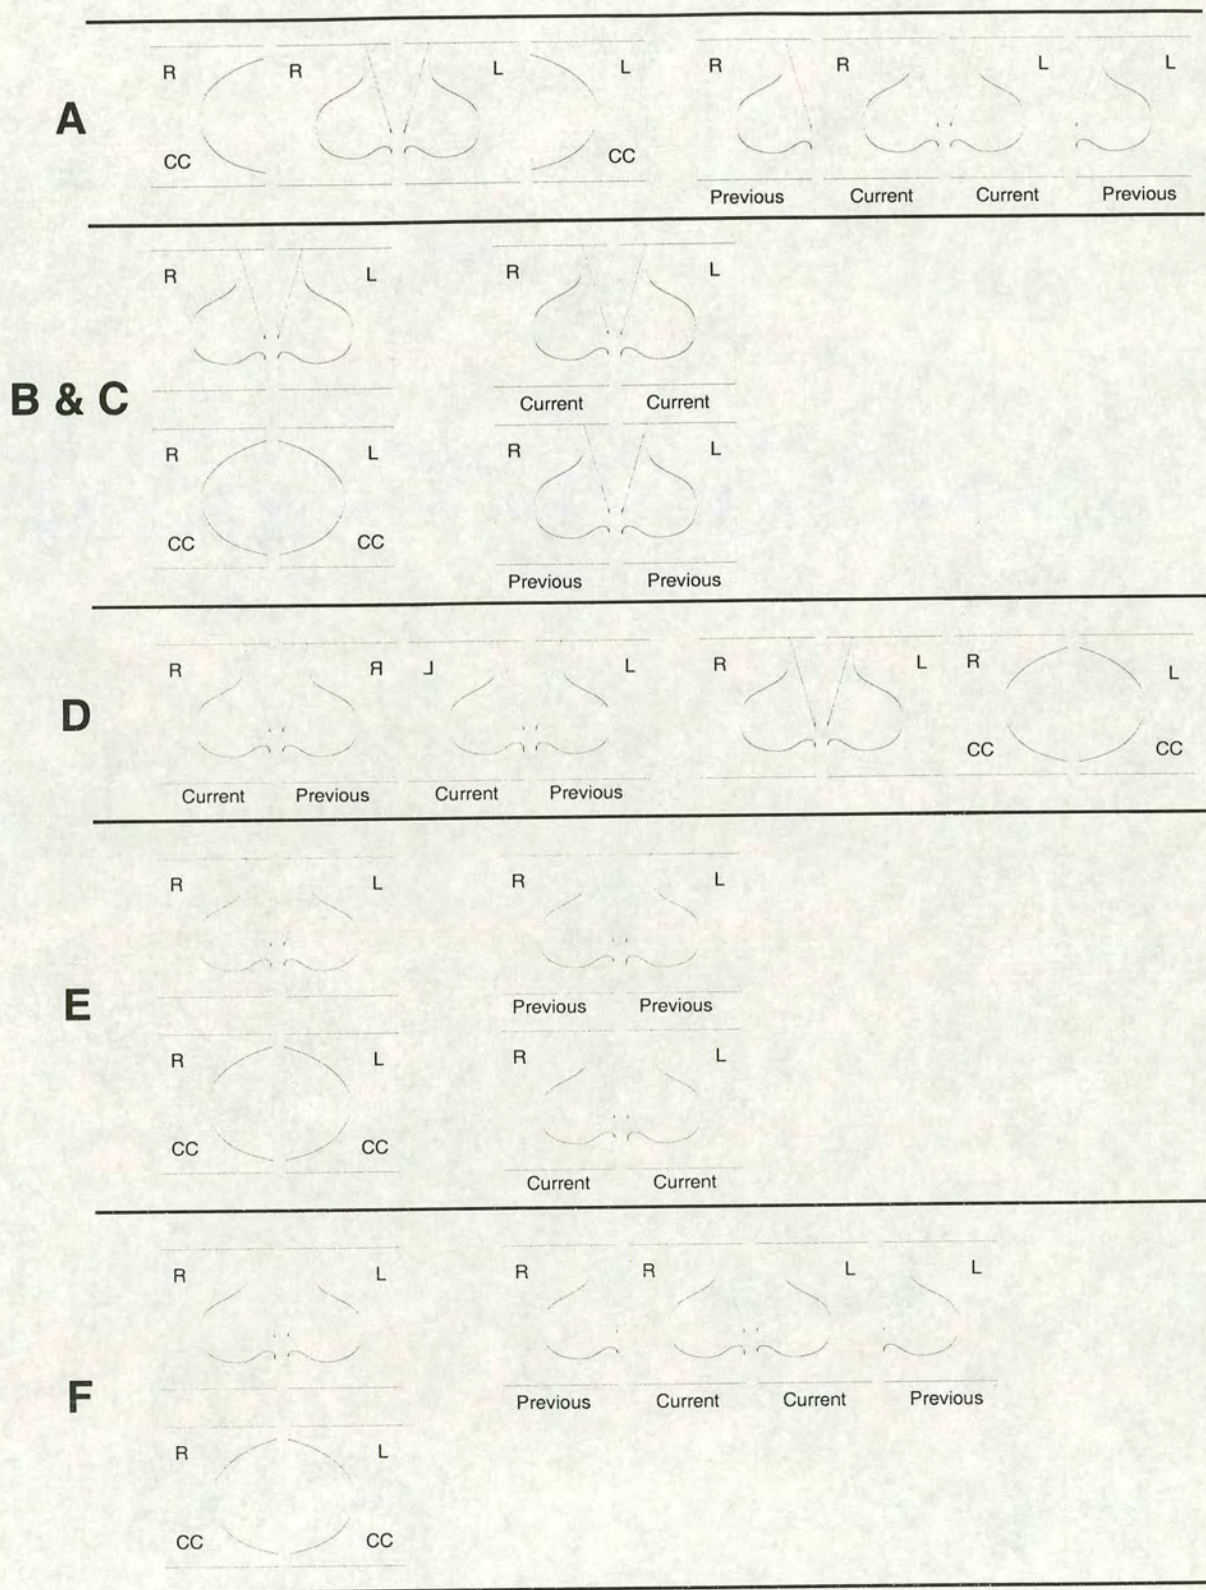 A
R R L L R R L L
CC CC
Previous Current Current Previous
B & C
R L R L
Current Current
R L R L
CC CC
Previous Previous
D
R Я ⅃ L R L R L
CC CC
Current Previous Current Previous
E
R L R L
Previous Previous
R L R L
CC CC
Current Current
F
R L R R L L
Previous Current Current Previous
R L
CC CC